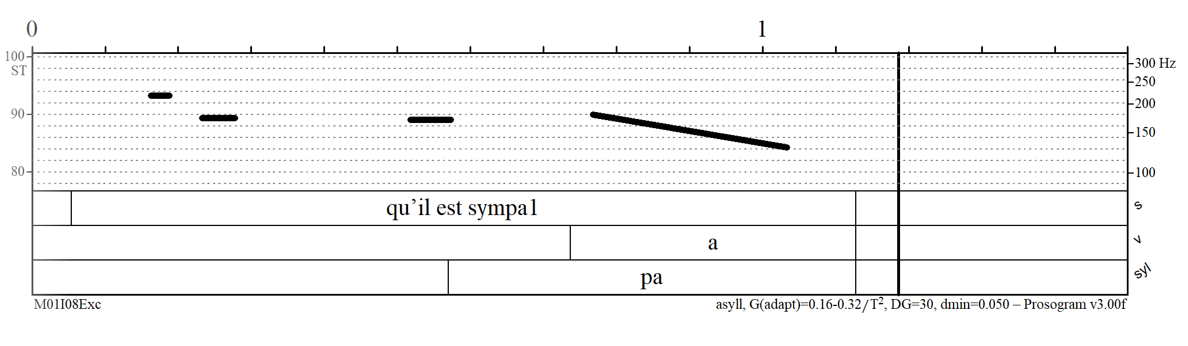 0 1
100 300 Hz
ST 250
90 200
150
80 100
qu’il est sympa1 s
a v
pa syl
M01I08Exc asyll, G(adapt)=0.16-0.32/T², DG=30, dmin=0.050 – Prosogram v3.00f